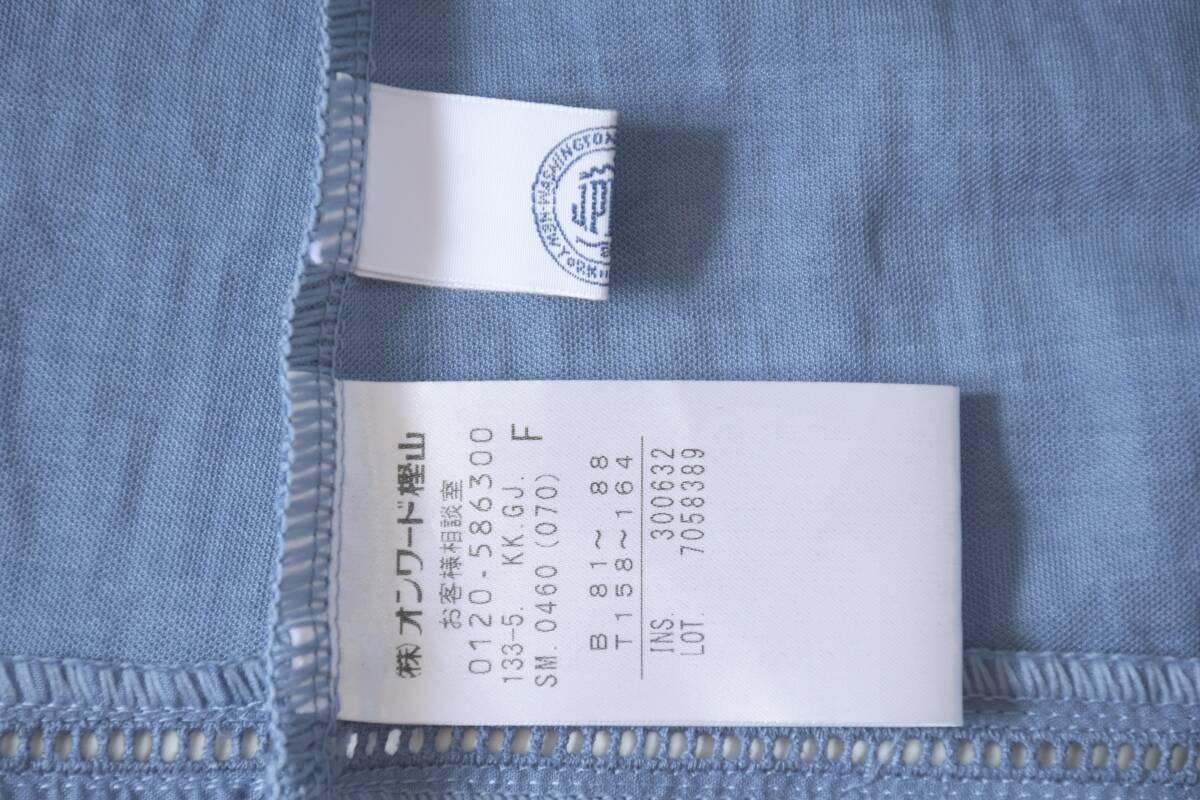 NEW YORK
WASHINGTON
㈱オンワード樫山
お客様相談室
0120-586300
133-5. KK.GJ. F
SM. 0460 (070)
B 81～ 88
T158～164
INS. 300632
LOT. 7058389